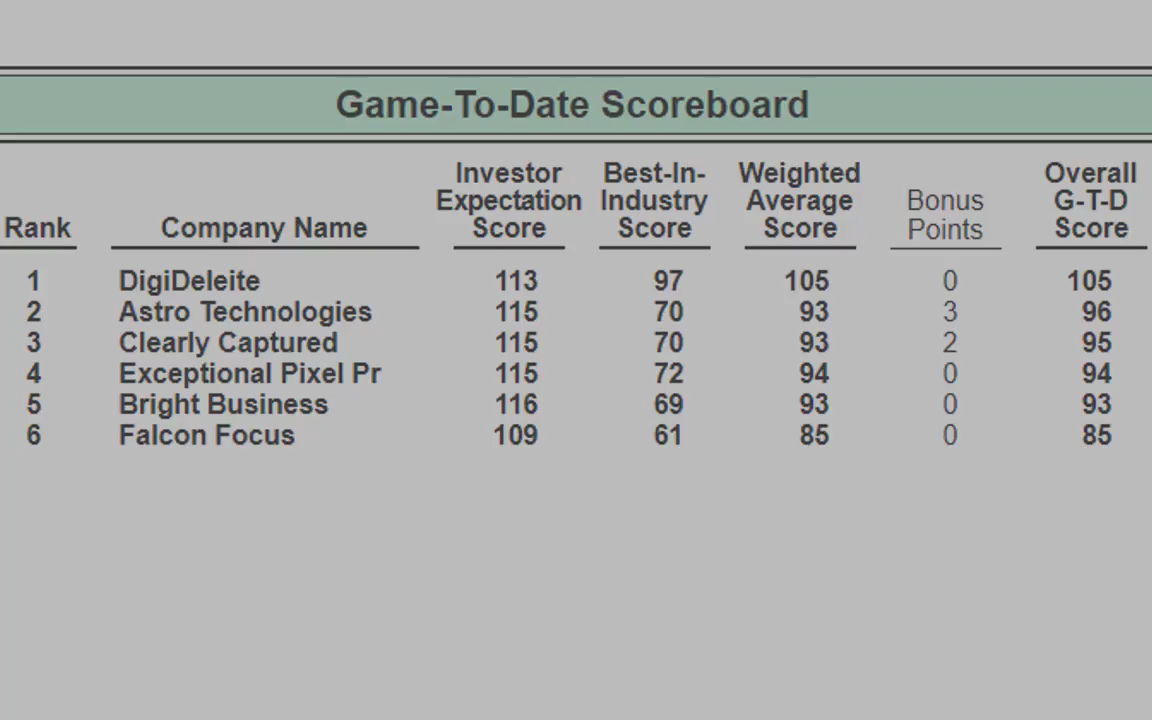 Game-To-Date Scoreboard
Investor Best-In- Weighted Overall
Expectation Industry Average Bonus G-T-D
Rank Company Name Score Score Score Points Score
1 DigiDeleite 113 97 105 0 105
2 Astro Technologies 115 70 93 3 96
3 Clearly Captured 115 70 93 2 95
4 Exceptional Pixel Pr 115 72 94 0 94
5 Bright Business 116 69 93 0 93
6 Falcon Focus 109 61 85 0 85